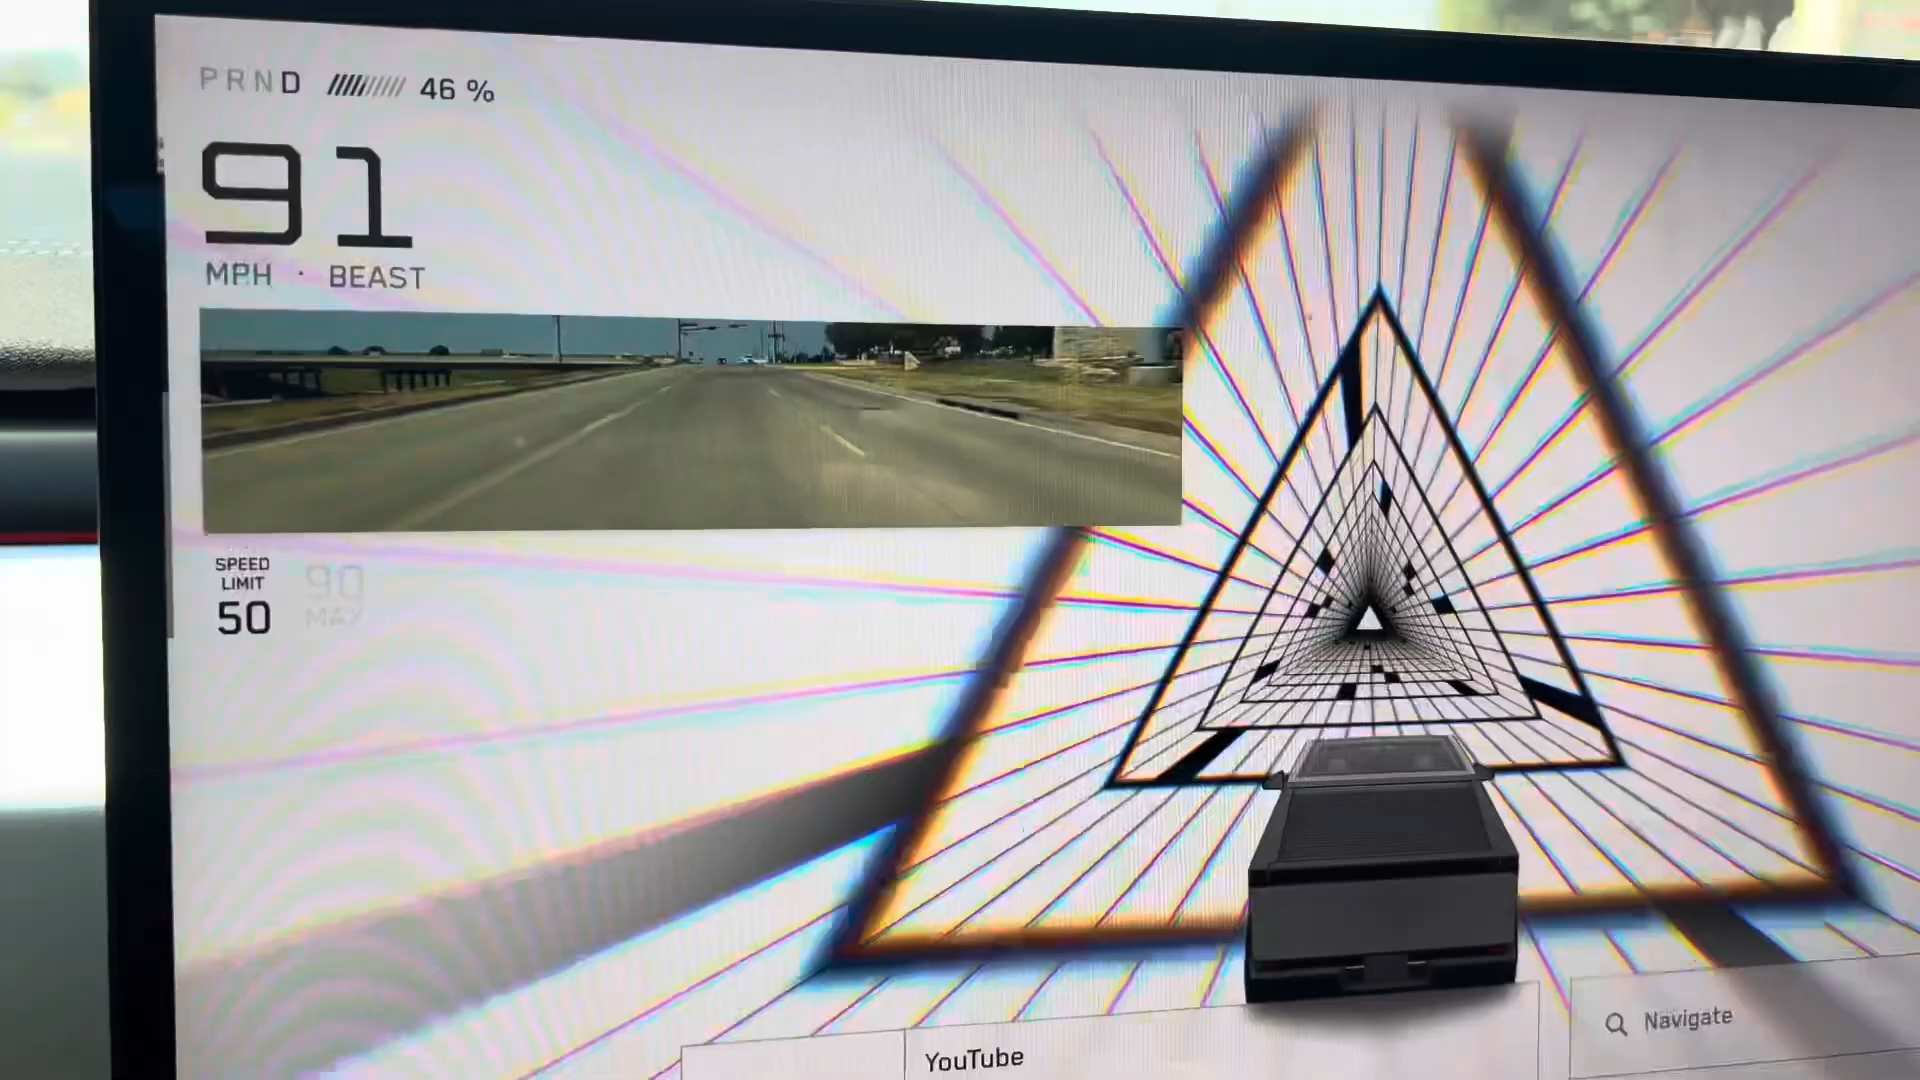 PRND 46 %
91
MPH · BEAST
SPEED
LIMIT
50
90
MAX
YouTube
Navigate